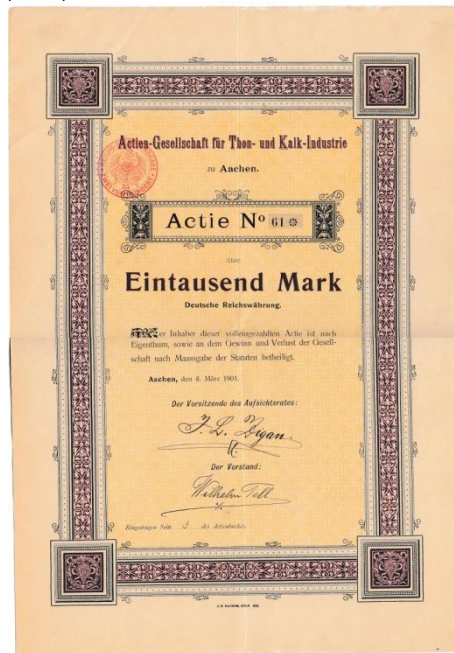 Actien-Gesellschaft für Thon- und Kalk-Industrie
zu Aachen.
Actie Nº 61
über
Eintausend Mark
Deutsche Reichswährung.
er Inhaber dieser volleingezahlten Actie ist nach
Eigenthum, sowie an dem Gewinn und Verlust der Gesell-
schaft nach Maassgabe der Statuten betheiligt.
Aachen, den 8. März 1901.
Der Vorsitzende des Aufsichtsrates:
Der Vorstand:
Wilhelm Tell
Eingetragen Seite 3 des Actienbuches.